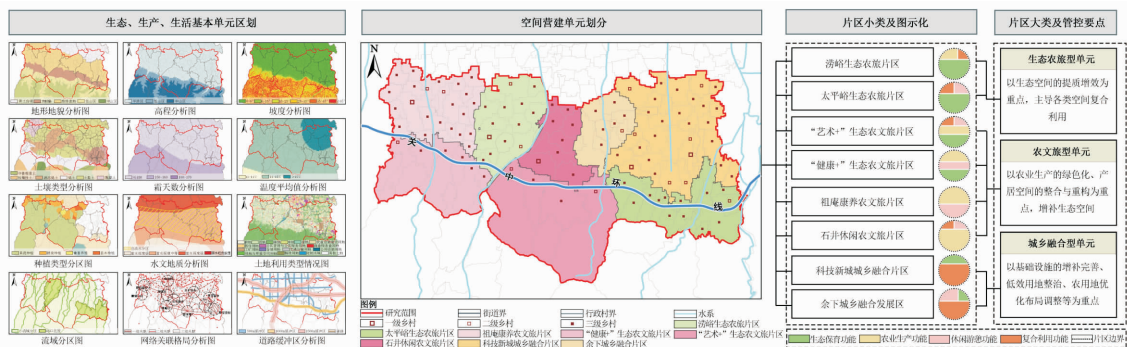 生态、生产、生活基本单元区划
地形地貌分析图
高程分析图
坡度分析图
土壤类型分析图
霜天数分析图
温度平均值分析图
种植类型分区图
水文地质分析图
土地利用类型情况图
流域分区图
网络关联格局分析图
道路缓冲区分析图
空间营建单元划分
N
关
中
环
线
图例
研究范围
街道界
行政村界
水系
一级乡村
二级乡村
三级乡村
涝峪生态农旅片区
太平峪生态农旅片区
祖庵康养农文旅片区
“健康+”生态农文旅片区
“艺术+”生态农文旅片区
石井休闲农文旅片区
科技新城城乡融合片区
余下城乡融合片区
片区小类及图示化
涝峪生态农旅片区
太平峪生态农旅片区
“艺术+”生态农文旅片区
“健康+”生态农文旅片区
祖庵康养农文旅片区
石井休闲农文旅片区
科技新城城乡融合片区
余下城乡融合发展区
片区大类及管控要点
生态农旅型单元
以生态空间的提质增效为
重点,主导各类空间复合
利用
农文旅型单元
以农业生产的绿色化、产
居空间的整合与重构为重
点,增补生态空间
城乡融合型单元
以基础设施的增补完善、
低效用地整治、农用地优
化布局调整等为重点
生态保育功能
农业生产功能
休闲游憩功能
复合利用功能
片区边界